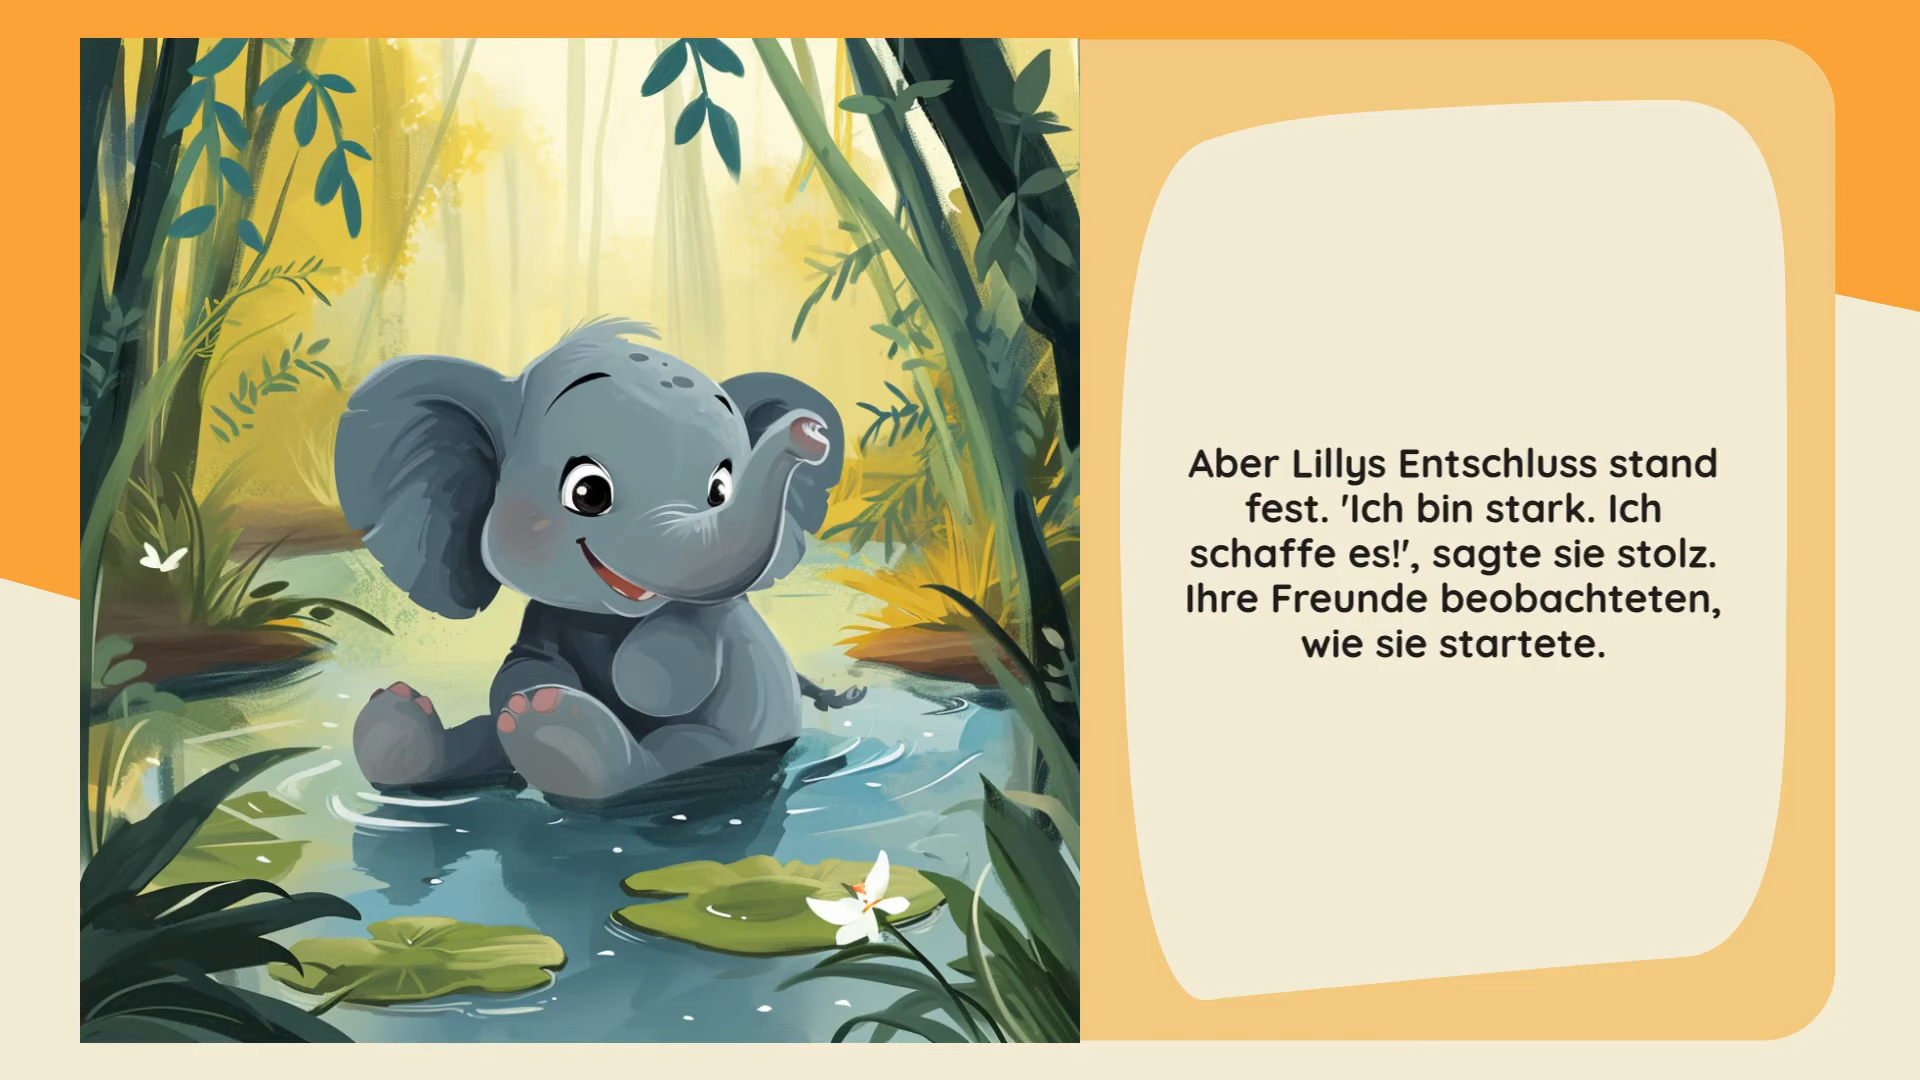 Aber Lillys Entschluss stand
fest. 'Ich bin stark. Ich
schaffe es!', sagte sie stolz.
Ihre Freunde beobachteten,
wie sie startete.